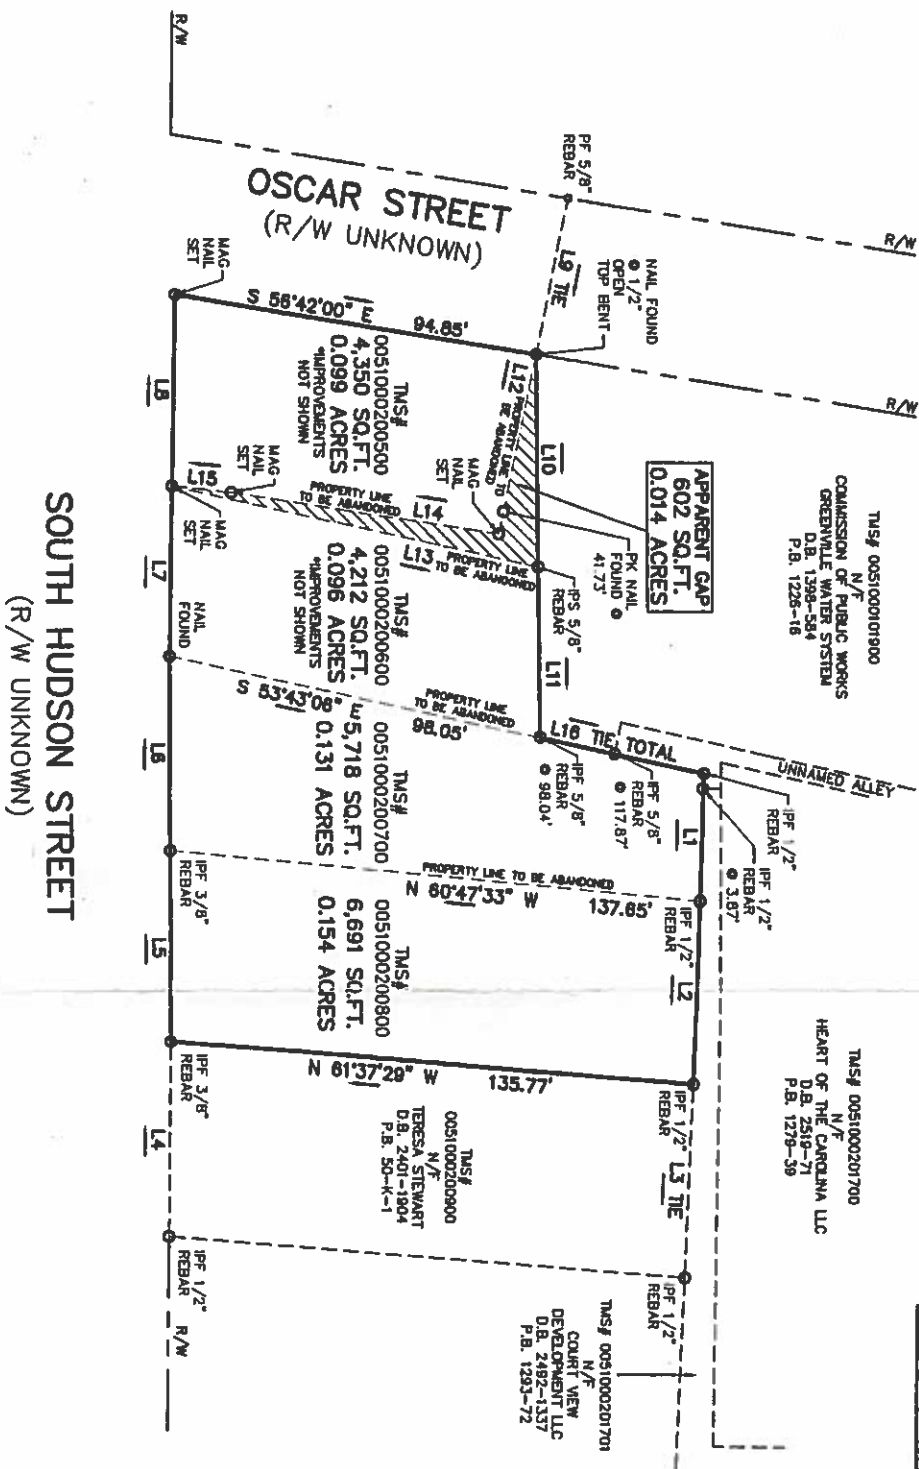 R/W
R/W
R/W
PF 5/8"
REBAR
OSCAR STREET
(R/W UNKNOWN)
L9 TIE
NAIL FOUND
@ 1/2"
OPEN
TOP BENT
MAG
NAIL
SET
S 56°42'00" E
94.85'
TMS#
0051000200500
4,350 SQ.FT.
0.099 ACRES
*IMPROVEMENTS
NOT SHOWN
L12
PROPERTY LINE TO
BE ABANDONED
L10
APPARENT GAP
602 SQ.FT.
0.014 ACRES
TMS# 0051000101900
N/F
COMMISSION OF PUBLIC WORKS
GREENVILLE WATER SYSTEM
D.B. 1398-584
P.B. 1226-16
L8
L15
MAG
NAIL
SET
PROPERTY LINE
TO BE ABANDONED
L14
MAG
NAIL
SET
PK NAIL
FOUND @
41.73'
L13
PROPERTY LINE
TO BE ABANDONED
IPS 5/8"
REBAR
MAG
NAIL
SET
L7
TMS#
0051000200600
4,212 SQ.FT.
0.096 ACRES
*IMPROVEMENTS
NOT SHOWN
L11
NAIL
FOUND
S 53°43'06" E
98.05'
PROPERTY LINE
TO BE ABANDONED
L16 TIE TOTAL
IPF 5/8"
REBAR
@ 98.04'
IPF 5/8"
REBAR
@ 117.87'
UNNAMED ALLEY
IPF 1/2"
REBAR
IPF 1/2"
REBAR
@ 3.87'
L6
TMS#
0051000200700
5,718 SQ.FT.
0.131 ACRES
L1
IPF 3/8"
REBAR
PROPERTY LINE TO BE ABANDONED
N 60°47'33" W
137.65'
IPF 1/2"
REBAR
L5
TMS#
0051000200800
6,691 SQ.FT.
0.154 ACRES
L2
IPF 3/8"
REBAR
N 61°37'29" W
135.77'
IPF 1/2"
REBAR
TMS# 0051000201700
N/F
HEART OF THE CAROLINA LLC
D.B. 2519-71
P.B. 1279-39
L4
TMS#
0051000200900
N/F
TERESA STEWART
D.B. 2401-1904
P.B. 50-K-1
L3 TIE
IPF 1/2"
REBAR
IPF 1/2"
REBAR
R/W
TMS# 0051000201701
N/F
COURT VIEW
DEVELOPMENT LLC
D.B. 2492-1337
P.B. 1293-72
SOUTH HUDSON STREET
(R/W UNKNOWN)